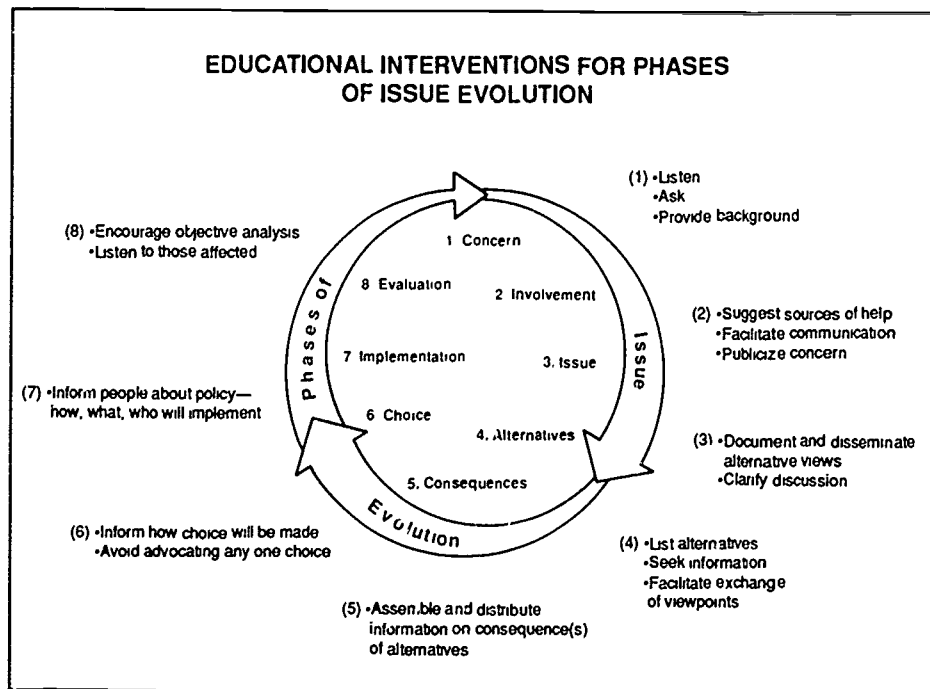 EDUCATIONAL INTERVENTIONS FOR PHASES
OF ISSUE EVOLUTION
(1) •Listen
•Ask
•Provide background
(2) •Suggest sources of help
•Facilitate communication
•Publicize concern
(3) •Document and disseminate
alternative views
•Clarify discussion
(4) •List alternatives
•Seek information
•Facilitate exchange
of viewpoints
(5) •Assemble and distribute
information on consequence(s)
of alternatives
(6) •Inform how choice will be made
•Avoid advocating any one choice
(7) •Inform people about policy—
how, what, who will implement
(8) •Encourage objective analysis
•Listen to those affected
Phases of
Issue
Evolution
1 Concern
2 Involvement
3. Issue
4. Alternatives
5. Consequences
6 Choice
7 Implementation
8 Evaluation